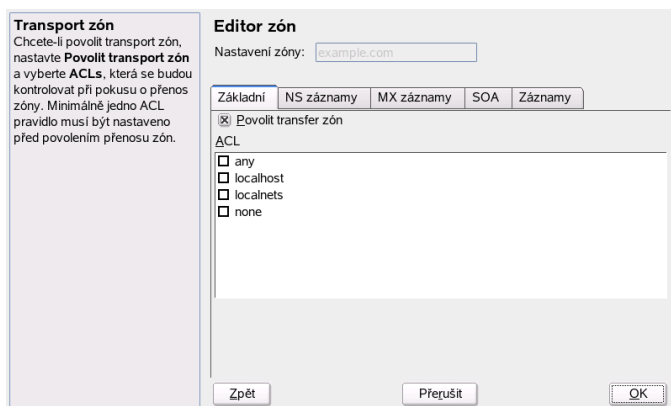 Transport zón
Chcete-li povolit transport zón,
nastavte Povolit transport zón
a vyberte ACLs, která se budou
kontrolovat při pokusu o přenos
zóny. Minimálně jedno ACL
pravidlo musí být nastaveno
před povolením přenosu zón.
Editor zón
Nastavení zóny: example.com
Základní NS záznamy MX záznamy SOA Záznamy
Povolit transfer zón
ACL
any
localhost
localnets
none
Zpět Přerušit OK